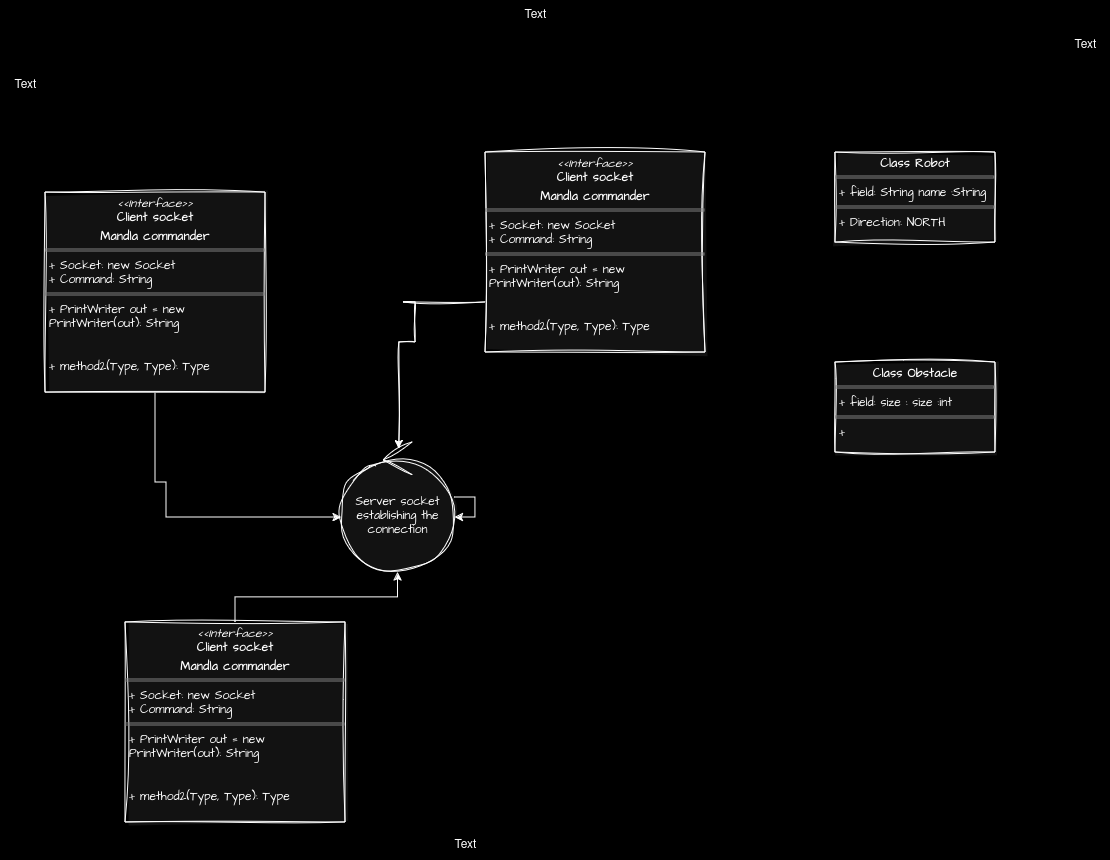 Text
Text
Text
<<Interface>>
Client socket
Mandla commander
+ Socket: new Socket
+ Command: String
+ PrintWriter out = new
PrintWriter(out): String
+ method2(Type, Type): Type
<<Interface>>
Client socket
Mandla commander
+ Socket: new Socket
+ Command: String
+ PrintWriter out = new
PrintWriter(out): String
+ method2(Type, Type): Type
Class Robot
+ field: String name :String
+ Direction: NORTH
Class Obstacle
+ field: size : size :int
+
Server socket
establishing the
connection
<<Interface>>
Client socket
Mandla commander
+ Socket: new Socket
+ Command: String
+ PrintWriter out = new
PrintWriter(out): String
+ method2(Type, Type): Type
Text